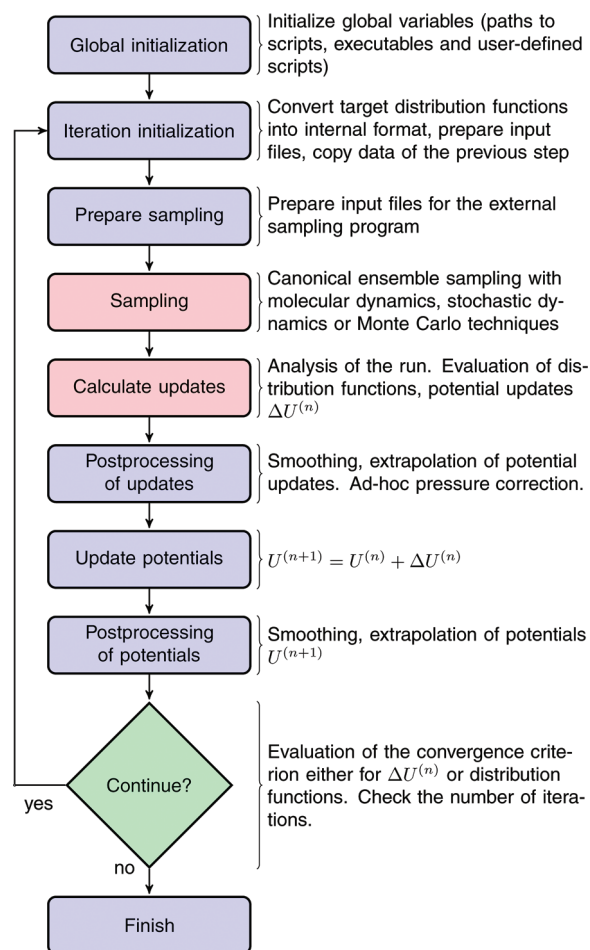 Global initialization
Initialize global variables (paths to
scripts, executables and user-defined
scripts)
Iteration initialization
Convert target distribution functions
into internal format, prepare input
files, copy data of the previous step
Prepare sampling
Prepare input files for the external
sampling program
Sampling
Canonical ensemble sampling with
molecular dynamics, stochastic dy-
namics or Monte Carlo techniques
Calculate updates
Analysis of the run. Evaluation of dis-
tribution functions, potential updates
ΔU⁽ⁿ⁾
Postprocessing
of updates
Smoothing, extrapolation of potential
updates. Ad-hoc pressure correction.
Update potentials
U⁽ⁿ⁺¹⁾ = U⁽ⁿ⁾ + ΔU⁽ⁿ⁾
Postprocessing
of potentials
Smoothing, extrapolation of potentials
U⁽ⁿ⁺¹⁾
Continue?
Evaluation of the convergence crite-
rion either for ΔU⁽ⁿ⁾ or distribution
functions. Check the number of itera-
tions.
yes
no
Finish